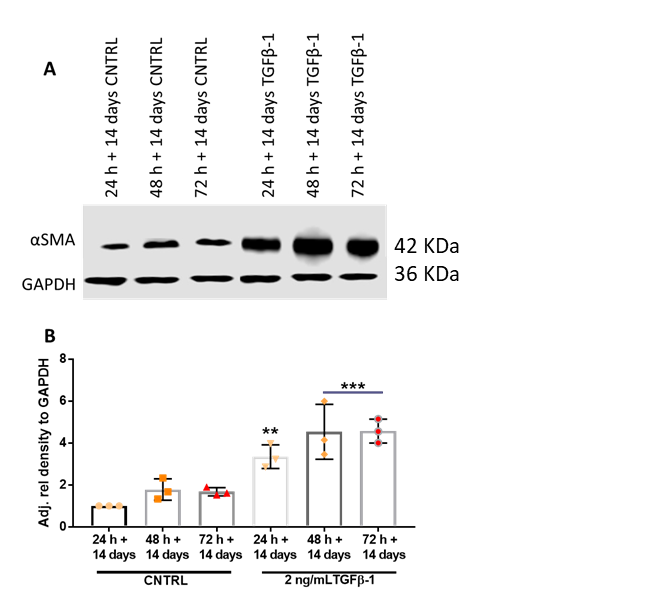 A
24 h + 14 days CNTRL
48 h + 14 days CNTRL
72 h + 14 days CNTRL
24 h + 14 days TGFβ-1
48 h + 14 days TGFβ-1
72 h + 14 days TGFβ-1
αSMA
42 KDa
GAPDH
36 KDa
B
Adj. rel density to GAPDH
8
6
4
2
0
**
***
24 h +
14 days
48 h +
14 days
72 h +
14 days
24 h +
14 days
48 h +
14 days
72 h +
14 days
CNTRL
2 ng/mLTGFβ-1